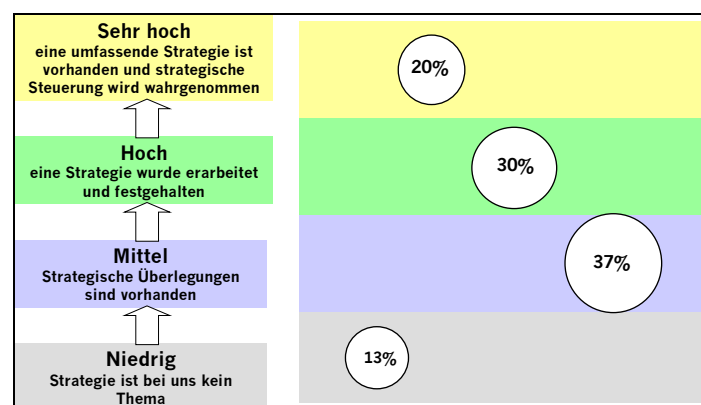 Sehr hoch
eine umfassende Strategie ist
vorhanden und strategische
Steuerung wird wahrgenommen
20%
Hoch
eine Strategie wurde erarbeitet
und festgehalten
30%
Mittel
Strategische Überlegungen
sind vorhanden
37%
Niedrig
Strategie ist bei uns kein
Thema
13%